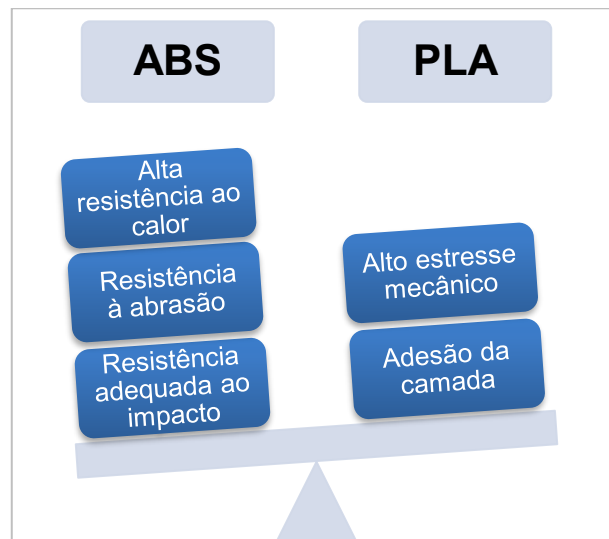 ABS
PLA
Alta
resistência ao
calor
Resistência
à abrasão
Resistência
adequada ao
impacto
Alto estresse
mecânico
Adesão da
camada